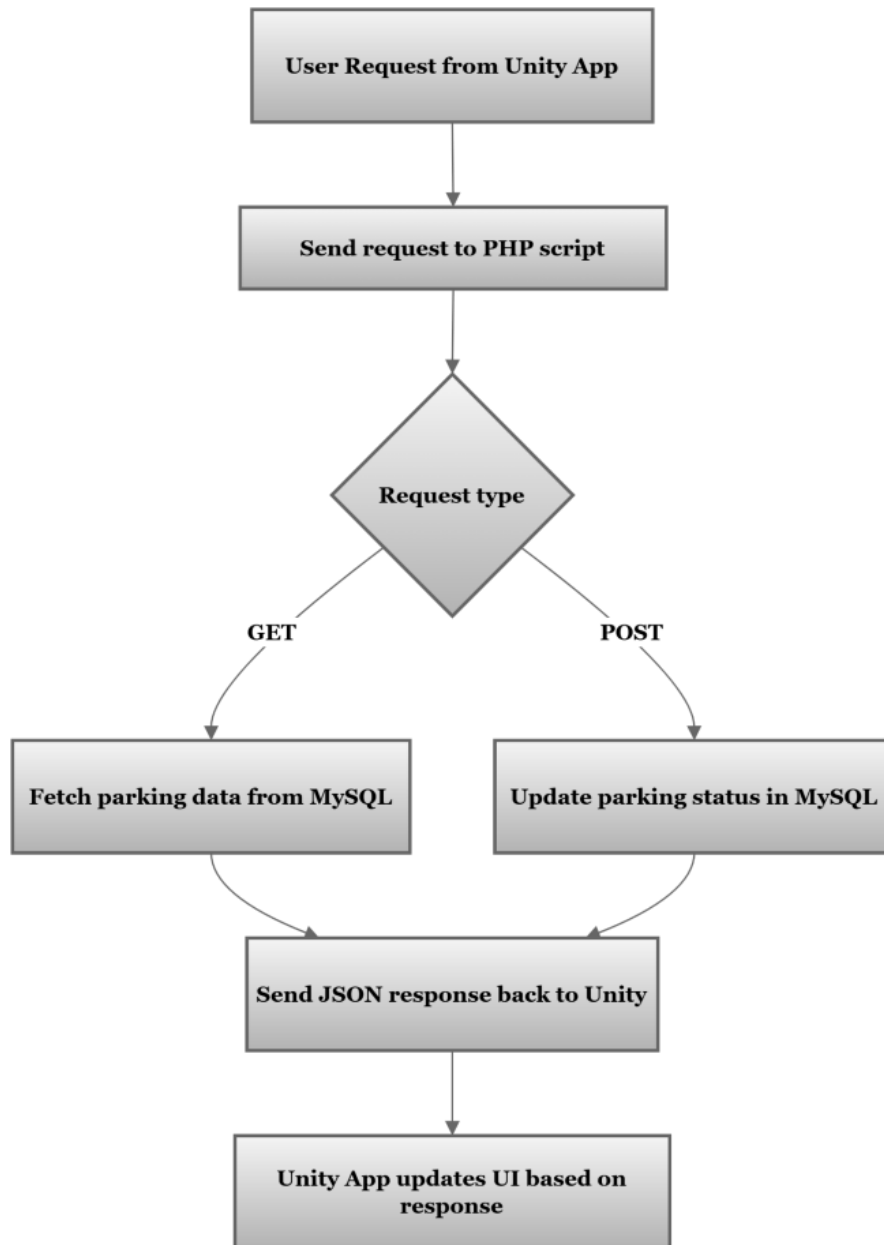 User Request from Unity App
Send request to PHP script
Request type
GET
POST
Fetch parking data from MySQL
Update parking status in MySQL
Send JSON response back to Unity
Unity App updates UI based on
response